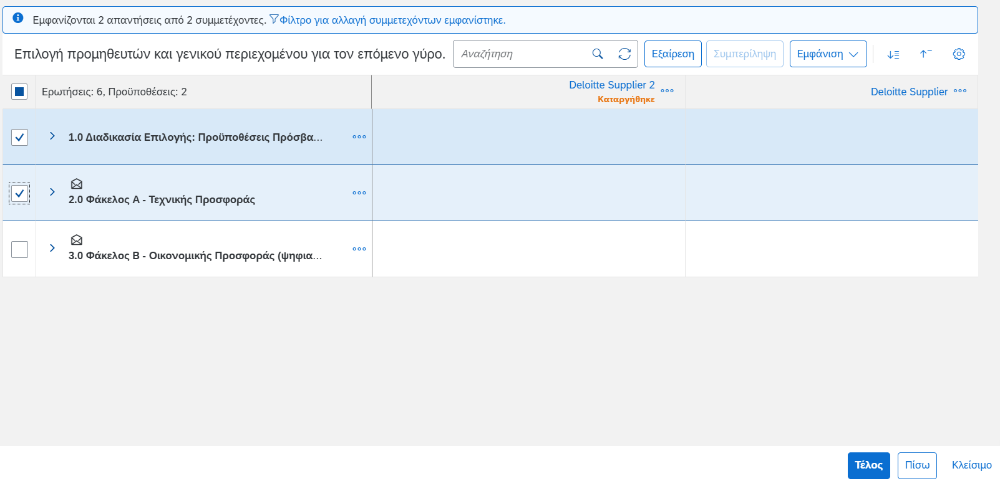 Εμφανίζονται 2 απαντήσεις από 2 συμμετέχοντες. Φίλτρο για αλλαγή συμμετεχόντων εμφανίστηκε.
Επιλογή προμηθευτών και γενικού περιεχομένου για τον επόμενο γύρο. Αναζήτηση Εξαίρεση Συμπερίληψη Εμφάνιση
Ερωτήσεις: 6, Προϋποθέσεις: 2
Deloitte Supplier 2
Καταργήθηκε
Deloitte Supplier
1.0 Διαδικασία Επιλογής: Προϋποθέσεις Πρόσβα...
2.0 Φάκελος Α - Τεχνικής Προσφοράς
3.0 Φάκελος Β - Οικονομικής Προσφοράς (ψηφια...
Τέλος Πίσω Κλείσιμο